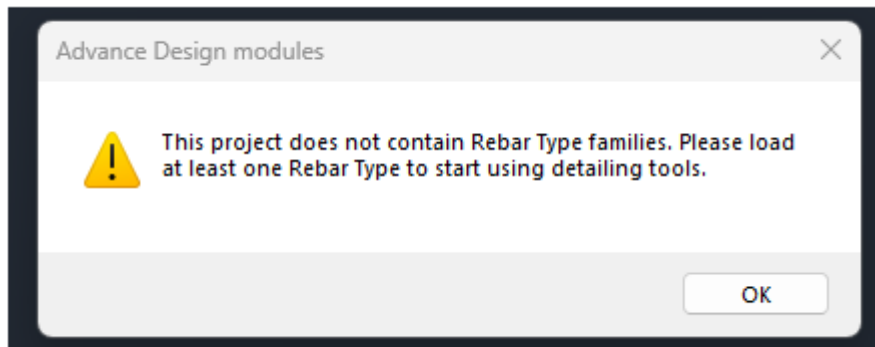 Advance Design modules
This project does not contain Rebar Type families. Please load
at least one Rebar Type to start using detailing tools.
OK